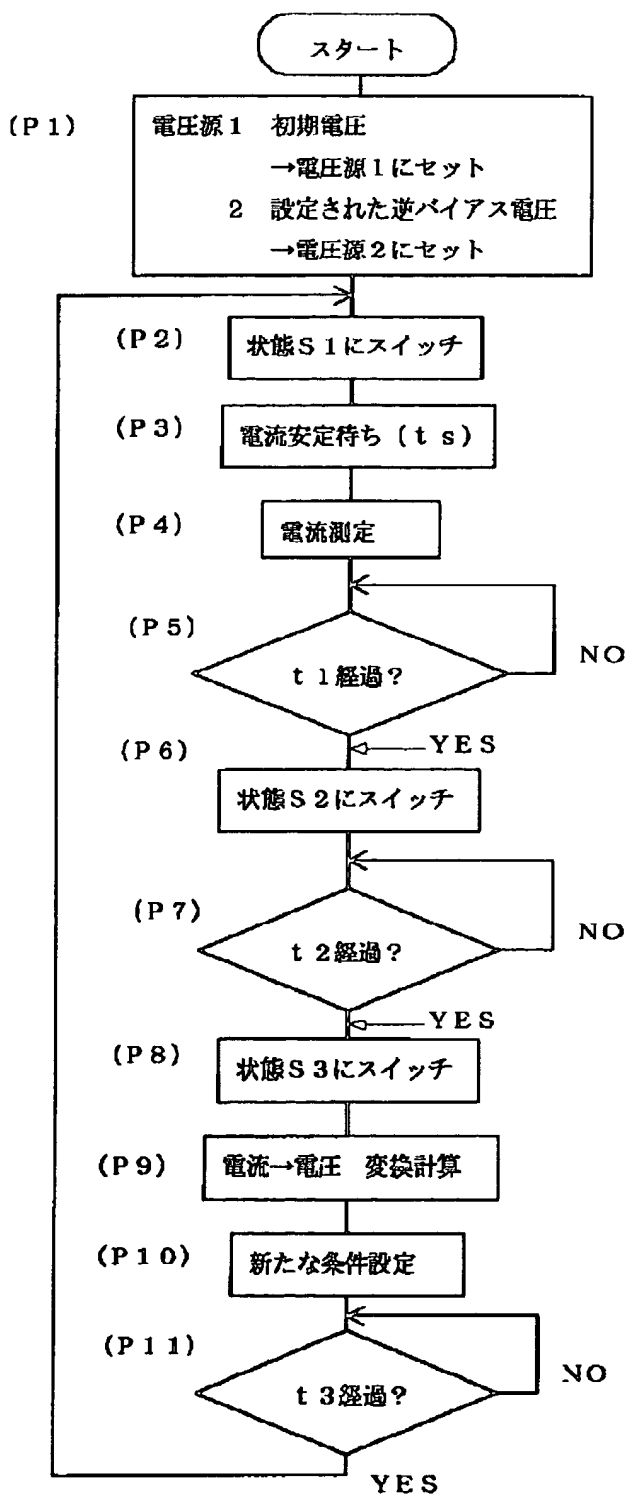 スタート
(P1)
電圧源1 初期電圧
→電圧源1にセット
2 設定された逆バイアス電圧
→電圧源2にセット
(P2)
状態S1にスイッチ
(P3)
電流安定待ち(ts)
(P4)
電流測定
(P5)
t1経過?
NO
YES
(P6)
状態S2にスイッチ
(P7)
t2経過?
NO
YES
(P8)
状態S3にスイッチ
(P9)
電流→電圧 変換計算
(P10)
新たな条件設定
(P11)
t3経過?
NO
YES